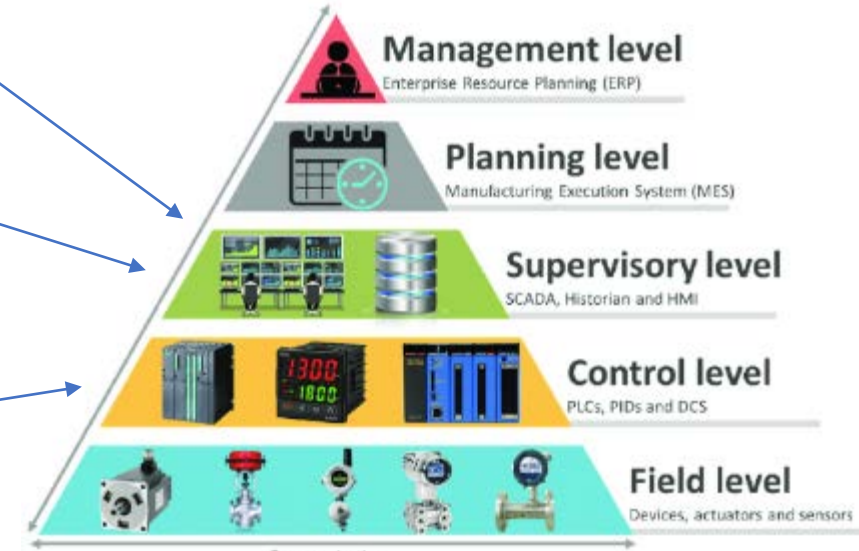 Management level
Enterprise Resource Planning (ERP)
Planning level
Manufacturing Execution System (MES)
Supervisory level
SCADA, Historian and HMI
1300
1800
Control level
PLCs, PIDs and DCS
Field level
Devices, actuators and sensors